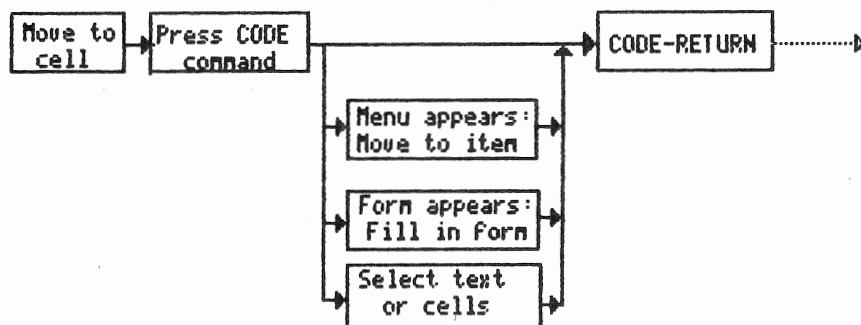 Move to
cell
Press CODE
command
CODE-RETURN
Menu appears:
Move to item
Form appears:
Fill in form
Select text
or cells